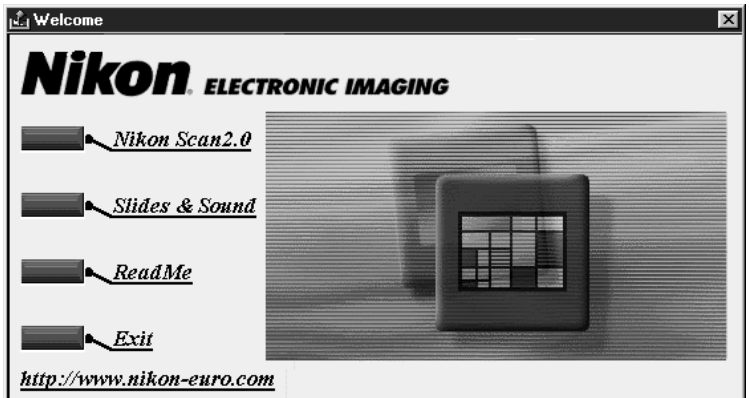 Welcome
Nikon ELECTRONIC IMAGING
Nikon Scan2.0
Slides & Sound
ReadMe
Exit
http://www.nikon-euro.com